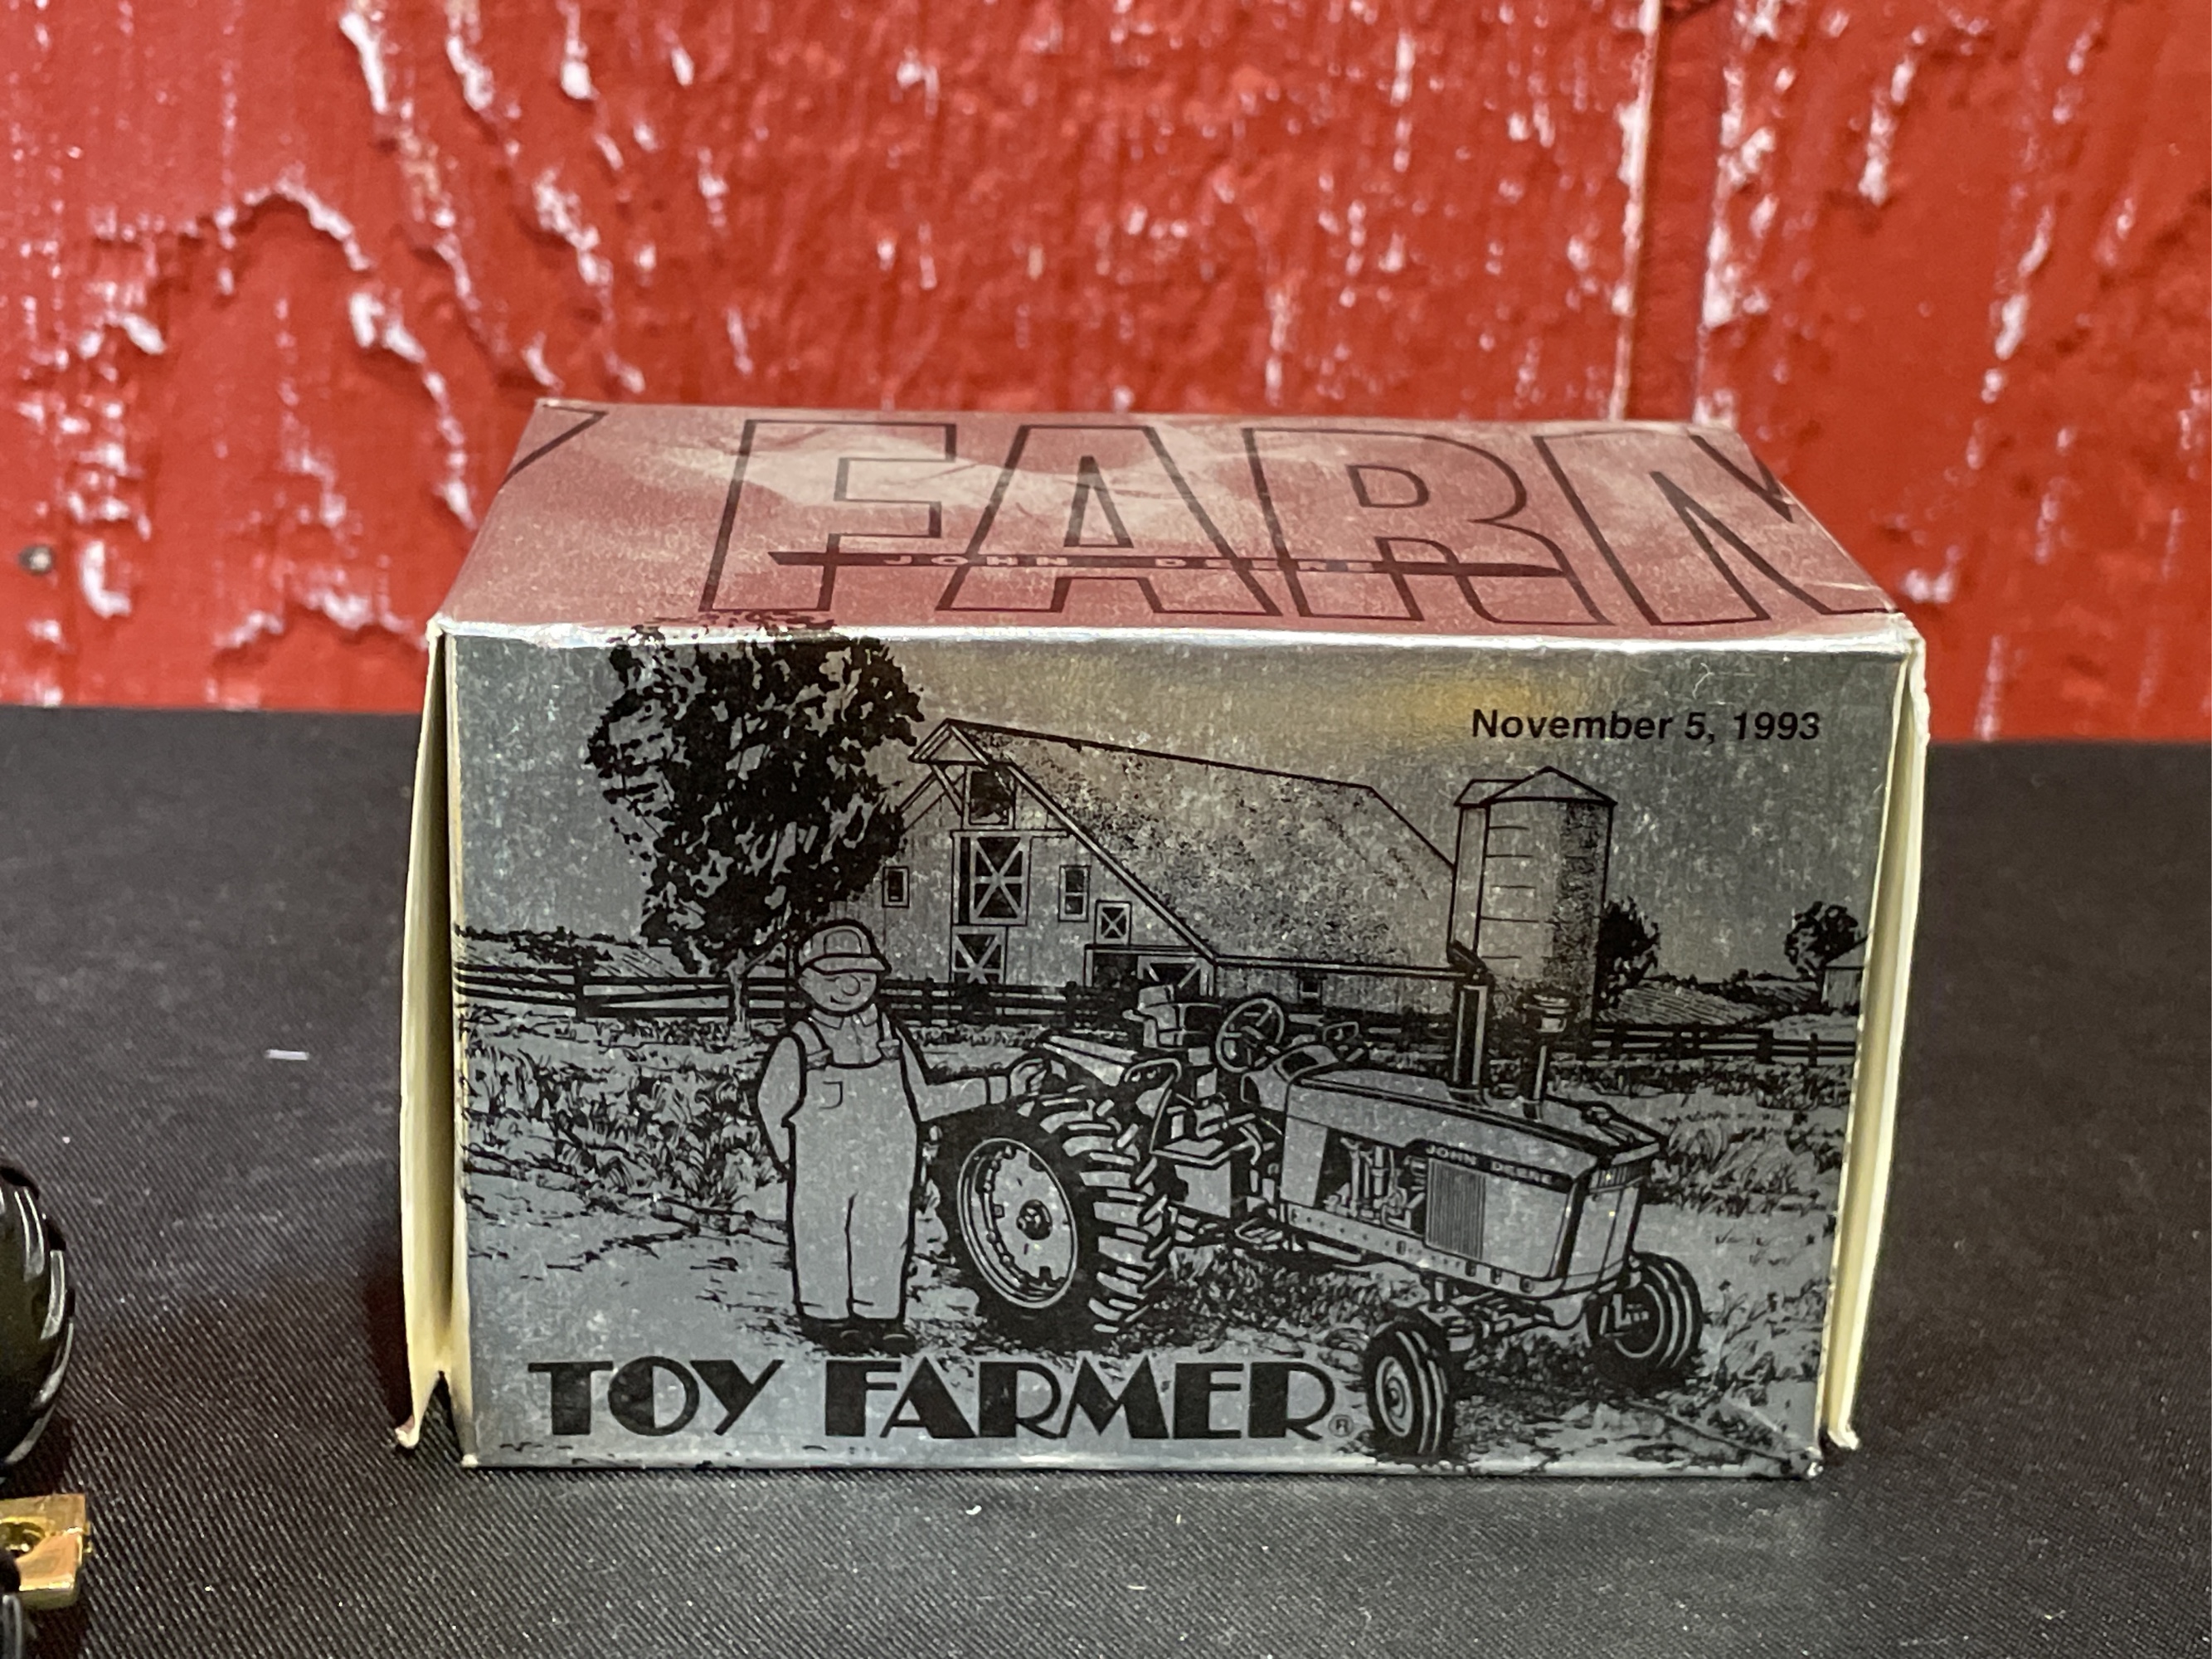 Y FARM
JOHN DEERE
November 5, 1993
JOHN DEERE
TOY FARMER®